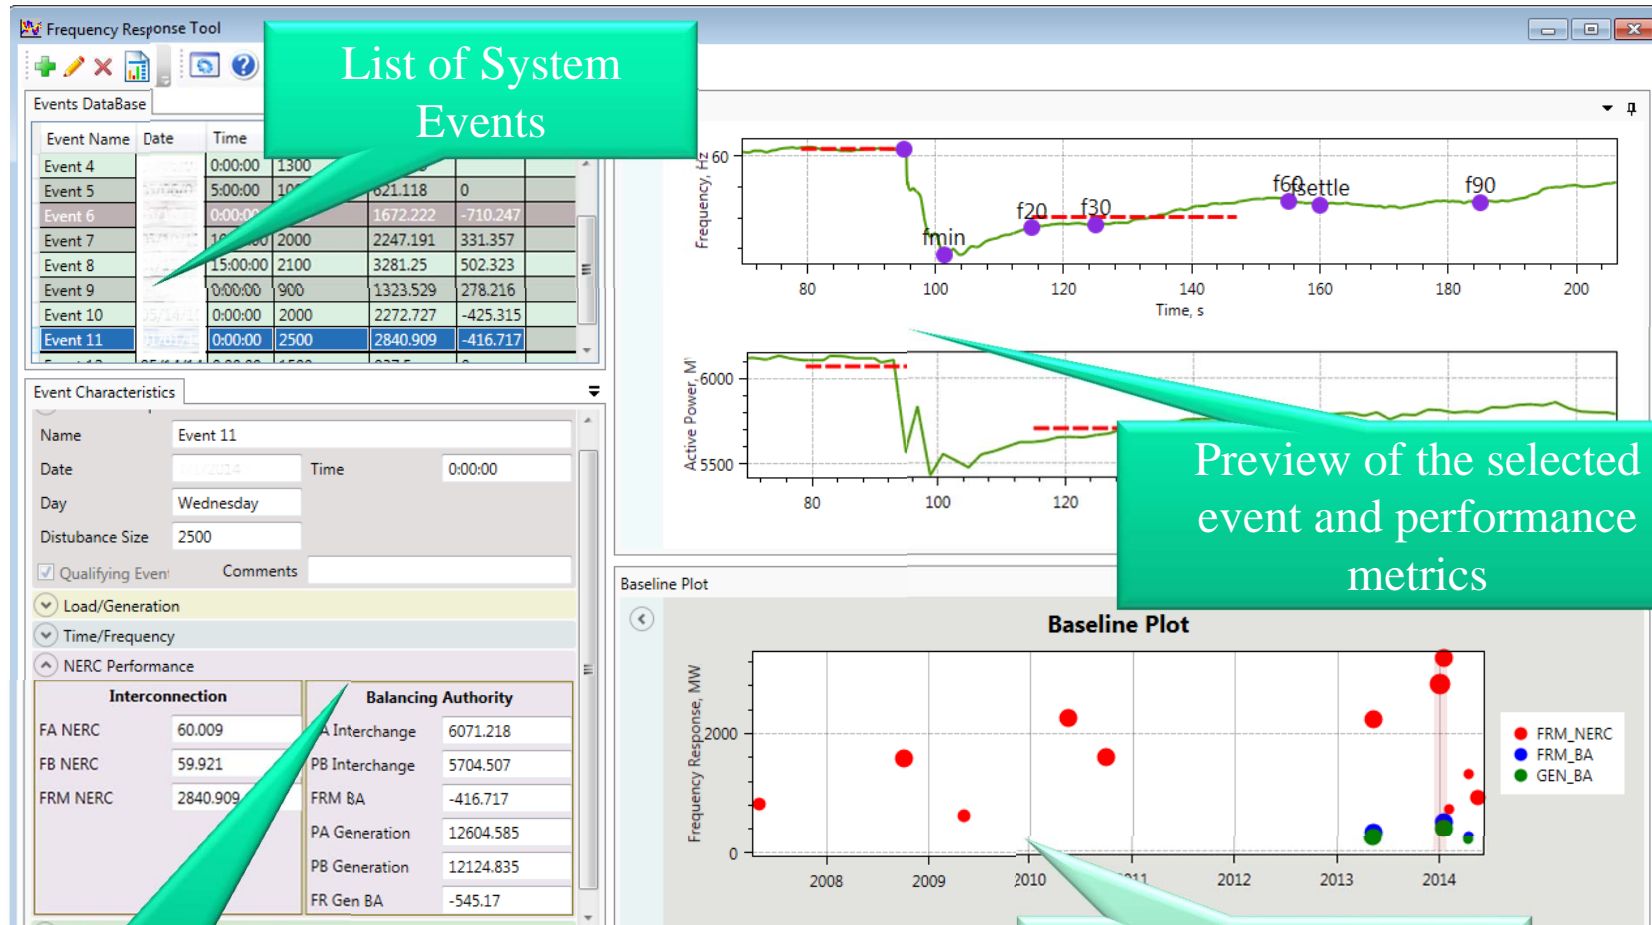 Frequency Response Tool
List of System
Events
Events DataBase
Event Name Date Time
Event 4 0:00:00 1300
Event 5 5:00:00 621.118 0
Event 6 0:00:00 1672.222 -710.247
Event 7 2000 2247.191 331.357
Event 8 15:00:00 2100 3281.25 502.323
Event 9 0:00:00 900 1323.529 278.216
Event 10 0:00:00 2000 2272.727 -425.315
Event 11 0:00:00 2500 2840.909 -416.717
Event Characteristics
Name Event 11
Date Time 0:00:00
Day Wednesday
Distubance Size 2500
Qualifying Event Comments
Load/Generation
Time/Frequency
NERC Performance
Interconnection Balancing Authority
FA NERC 60.009 Interchange 6071.218
FB NERC 59.921 PB Interchange 5704.507
FRM NERC 2840.909 FRM BA -416.717
PA Generation 12604.585
PB Generation 12124.835
FR Gen BA -545.17
Frequency, Hz
60
fmin f20 f30 f60 fsettle f90
80 100 120 140 160 180 200
Time, s
Active Power, M
6000
5500
80 100 120
Preview of the selected
event and performance
metrics
Baseline Plot
Baseline Plot
Frequency Response, MW
2000
0
2008 2009 2010 2011 2012 2013 2014
FRM_NERC
FRM_BA
GEN_BA